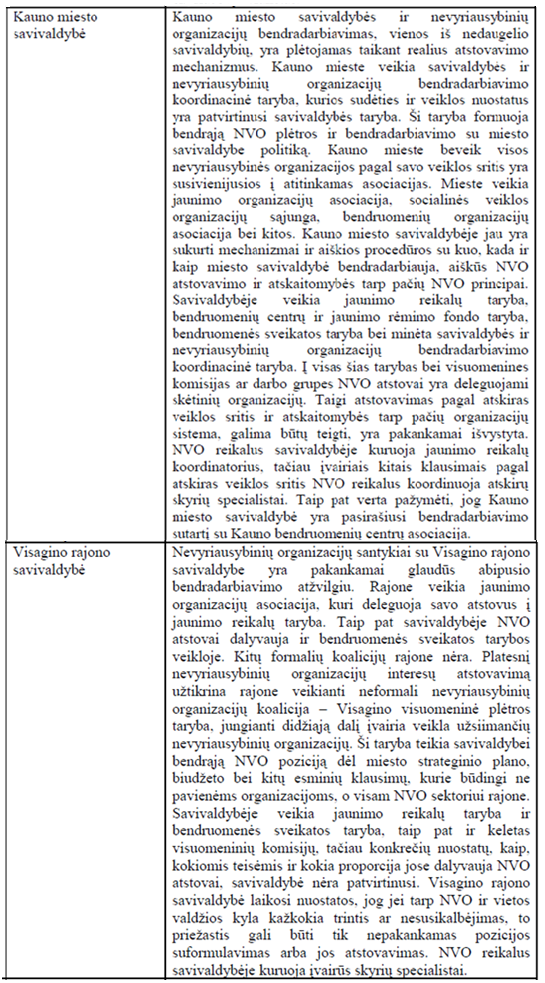 Kauno miesto
savivaldybė
Kauno miesto savivaldybės ir nevyriausybinių
organizacijų bendradarbiavimas, vienos iš nedaugelio
savivaldybių, yra plėtojamas taikant realius atstovavimo
mechanizmus. Kauno mieste veikia savivaldybės ir
nevyriausybinių organizacijų bendradarbiavimo
koordinacinė taryba, kurios sudėties ir veiklos nuostatus
yra patvirtinusi savivaldybės taryba. Ši taryba formuoja
bendrąją NVO plėtros ir bendradarbiavimo su miesto
savivaldybe politiką. Kauno mieste beveik visos
nevyriausybinės organizacijos pagal savo veiklos sritis yra
susivienijusios į atitinkamas asociacijas. Mieste veikia
jaunimo organizacijų asociacija, socialinės veiklos
organizacijų sąjunga, bendruomenių organizacijų
asociacija bei kitos. Kauno miesto savivaldybėje jau yra
sukurti mechanizmai ir aiškios procedūros su kuo, kada ir
kaip miesto savivaldybė bendradarbiauja, aiškūs NVO
atstovavimo ir atskaitomybės tarp pačių NVO principai.
Savivaldybėje veikia jaunimo reikalų taryba,
bendruomenių centrų ir jaunimo rėmimo fondo taryba,
bendruomenės sveikatos taryba bei minėta savivaldybės ir
nevyriausybinių organizacijų bendradarbiavimo
koordinacinė taryba. Į visas šias tarybas bei visuomenines
komisijas ar darbo grupes NVO atstovai yra deleguojami
skėtinių organizacijų. Taigi atstovavimas pagal atskiras
veiklos sritis ir atskaitomybės tarp pačių organizacijų
sistema, galima būtų teigti, yra pakankamai išvystyta.
NVO reikalus savivaldybėje kuruoja jaunimo reikalų
koordinatorius, tačiau įvairiais kitais klausimais pagal
atskiras veiklos sritis NVO reikalus koordinuoja atskirų
skyrių specialistai. Taip pat verta pažymėti, jog Kauno
miesto savivaldybė yra pasirašiusi bendradarbiavimo
sutartį su Kauno bendruomenių centrų asociacija.
Visagino rajono
savivaldybė
Nevyriausybinių organizacijų santykiai su Visagino rajono
savivaldybe yra pakankamai glaudūs abipusio
bendradarbiavimo atžvilgiu. Rajone veikia jaunimo
organizacijų asociacija, kuri deleguoja savo atstovus į
jaunimo reikalų taryba. Taip pat savivaldybėje NVO
atstovai dalyvauja ir bendruomenės sveikatos tarybos
veikloje. Kitų formalių koalicijų rajone nėra. Platesnį
nevyriausybinių organizacijų interesų atstovavimą
užtikrina rajone veikianti neformali nevyriausybinių
organizacijų koalicija – Visagino visuomeninė plėtros
taryba, jungianti didžiają dalį įvairia veikla užsiimančių
nevyriausybinių organizacijų. Ši taryba teikia savivaldybei
bendrąją NVO poziciją dėl miesto strateginio plano,
biudžeto bei kitų esminių klausimų, kurie būdingi ne
pavienėms organizacijoms, o visam NVO sektoriui rajone.
Savivaldybėje veikia jaunimo reikalų taryba ir
bendruomenės sveikatos taryba, taip pat ir keletas
visuomeninių komisijų, tačiau konkrečių nuostatų, kaip,
kokiomis teisėmis ir kokia proporcija jose dalyvauja NVO
atstovai, savivaldybė nėra patvirtinusi. Visagino rajono
savivaldybė laikosi nuostatos, jog jei tarp NVO ir vietos
valdžios kyla kažkokia trintis ar nesusikalbėjimas, to
priežastis gali būti tik nepakankamas pozicijos
suformulavimas arba jos atstovavimas. NVO reikalus
savivaldybėje kuruoja įvairūs skyrių specialistai.